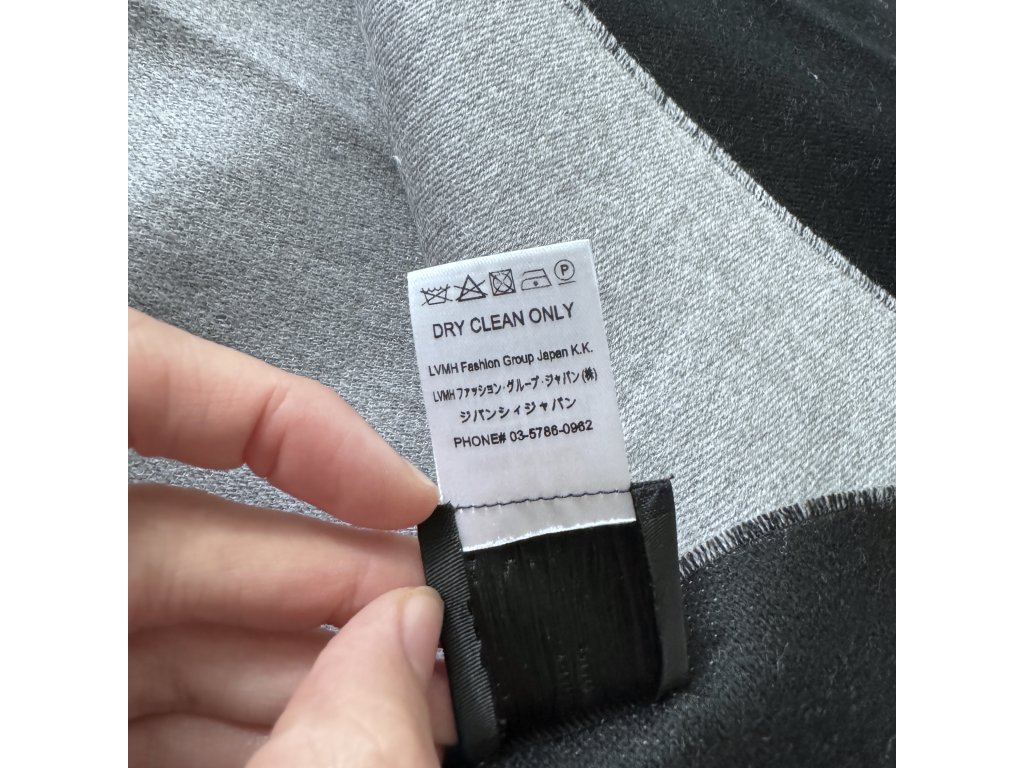 P
DRY CLEAN ONLY
LVMH Fashion Group Japan K.K.
LVMH ファッション·グループ·ジャパン(株)
ジバンシィジャパン
PHONE# 03-5786-0962